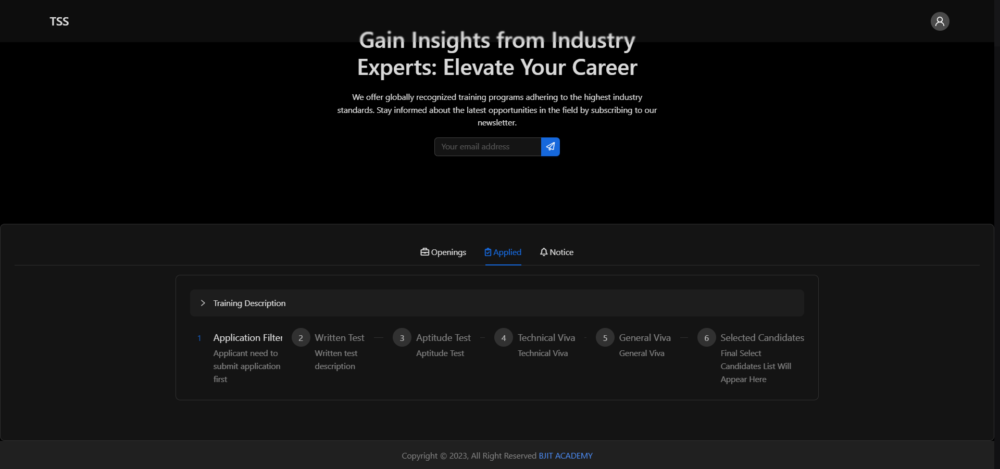 TSS
Gain Insights from Industry
Experts: Elevate Your Career
We offer globally recognized training programs adhering to the highest industry
standards. Stay informed about the latest opportunities in the field by subscribing to our
newsletter.
Your email address
Openings Applied Notice
Training Description
1 Application Filter 2 Written Test 3 Aptitude Test 4 Technical Viva 5 General Viva 6 Selected Candidates
Applicant need to Written test Aptitude Test Technical Viva General Viva Final Select
submit application description Candidates List Will
first Appear Here
Copyright © 2023, All Right Reserved BJIT ACADEMY